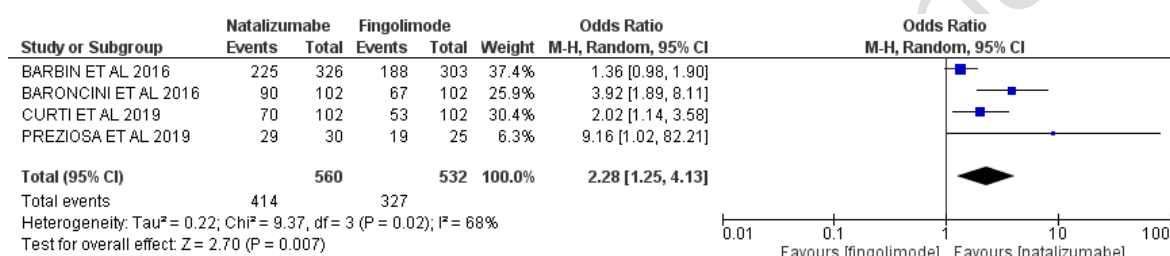 Natalizumabe Fingolimode Odds Ratio Odds Ratio
Study or Subgroup Events Total Events Total Weight M-H, Random, 95% CI M-H, Random, 95% CI
BARBIN ET AL 2016 225 326 188 303 37.4% 1.36 [0.98, 1.90]
BARONCINI ET AL 2016 90 102 67 102 25.9% 3.92 [1.89, 8.11]
CURTI ET AL 2019 70 102 53 102 30.4% 2.02 [1.14, 3.58]
PREZIOSA ET AL 2019 29 30 19 25 6.3% 9.16 [1.02, 82.21]
Total (95% CI) 560 532 100.0% 2.28 [1.25, 4.13]
Total events 414 327
Heterogeneity: Tau² = 0.22; Chi² = 9.37, df = 3 (P = 0.02); I² = 68%
Test for overall effect: Z = 2.70 (P = 0.007)
0.01 0.1 1 10 100
Favours [fingolimode] Favours [natalizumabe]